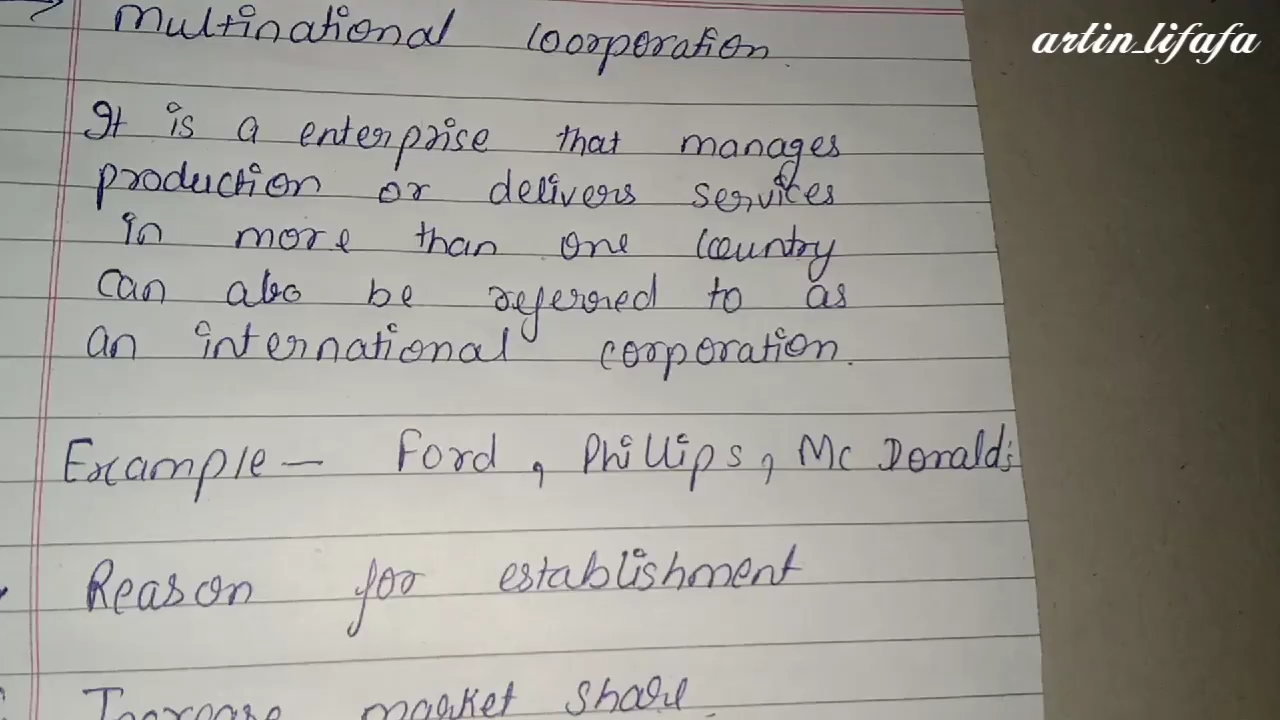 Multinational Coorporation.
artin_lifafa
It is a enterprise that manages
production or delivers services
in more than one country
can also be referred to as
an international corporation.
Example - Ford, Phillips, Mc Donald's
Reason for establishment
Increase market share.